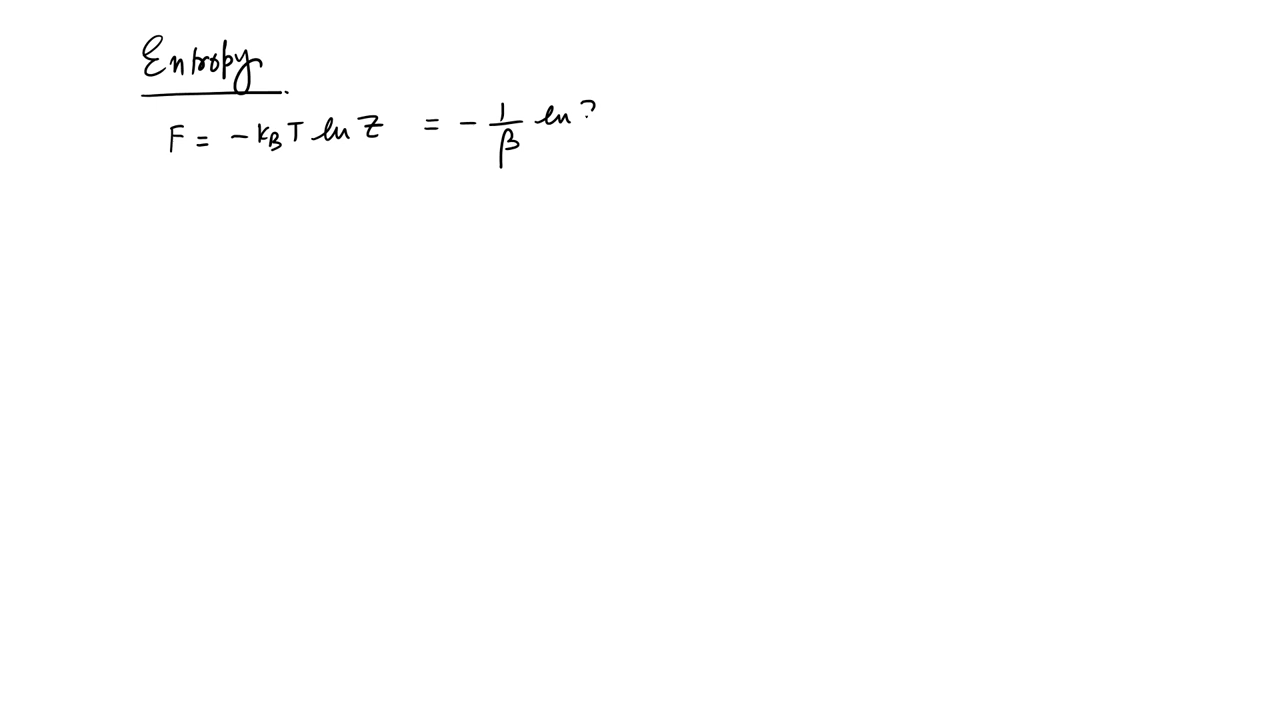 Entropy
F = - k_B T ln Z = - 1/β ln